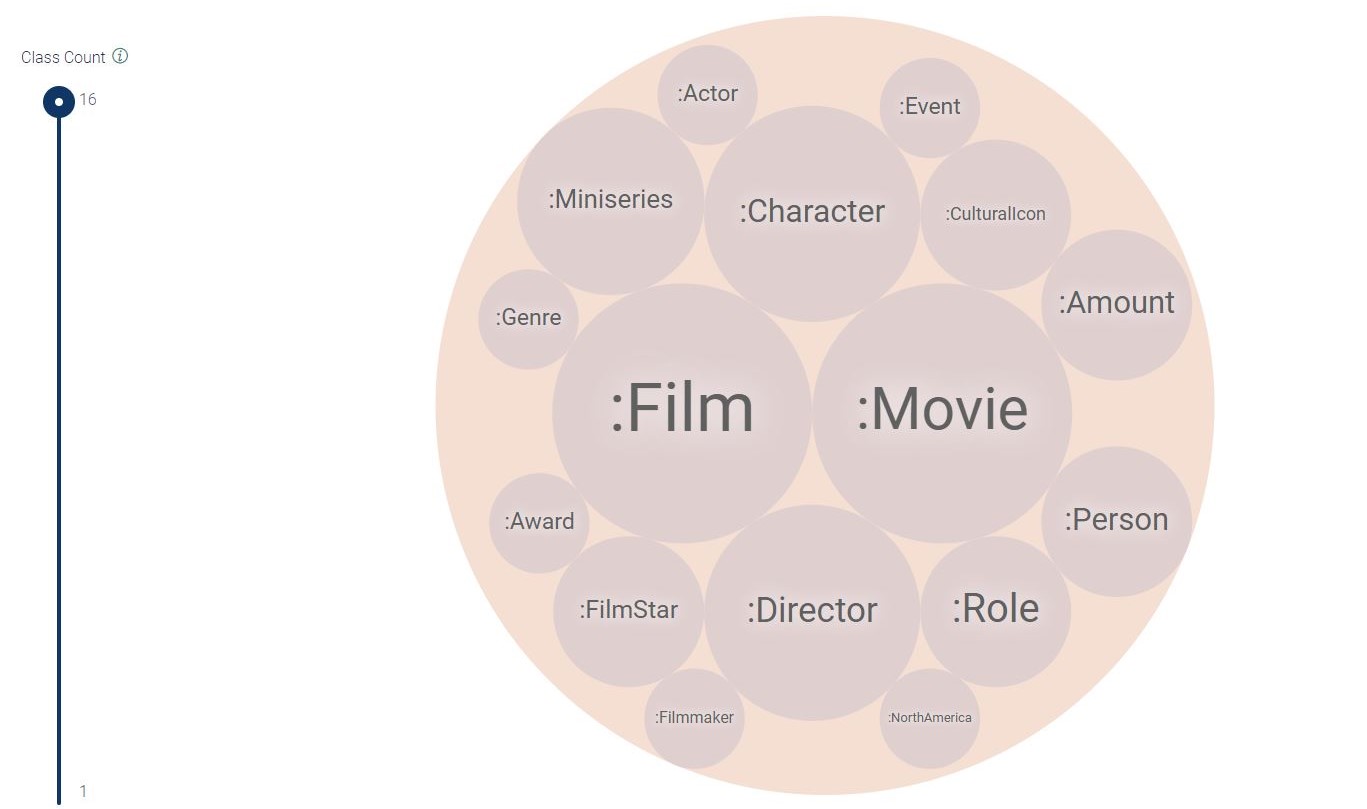 Class Count
16
:Actor
:Event
:Miniseries
:Character
:CulturalIcon
:Amount
:Genre
:Film
:Movie
:Award
:Person
:FilmStar
:Director
:Role
:Filmmaker
:NorthAmerica
1